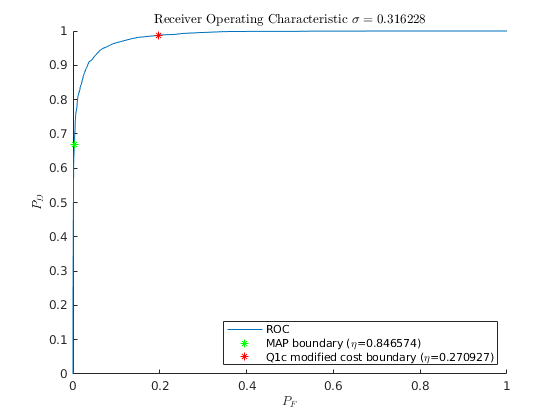 Receiver Operating Characteristic σ = 0.316228
1
0.9
0.8
0.7
0.6
0.5
0.4
0.3
0.2
0.1
0
P_D
0 0.2 0.4 0.6 0.8 1
P_F
ROC
MAP boundary (η=0.846574)
Q1c modified cost boundary (η=0.270927)